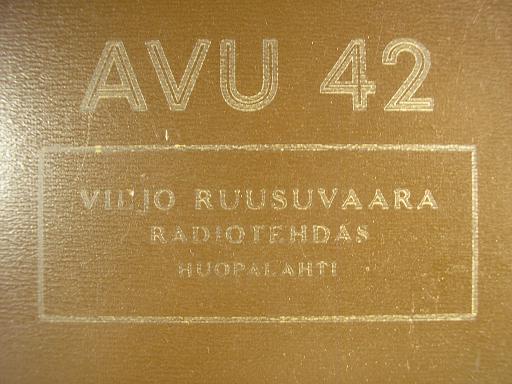 AVU 42
VILJO RUUSUVAARA
RADIOTEHDAS
HUOPALAHTI